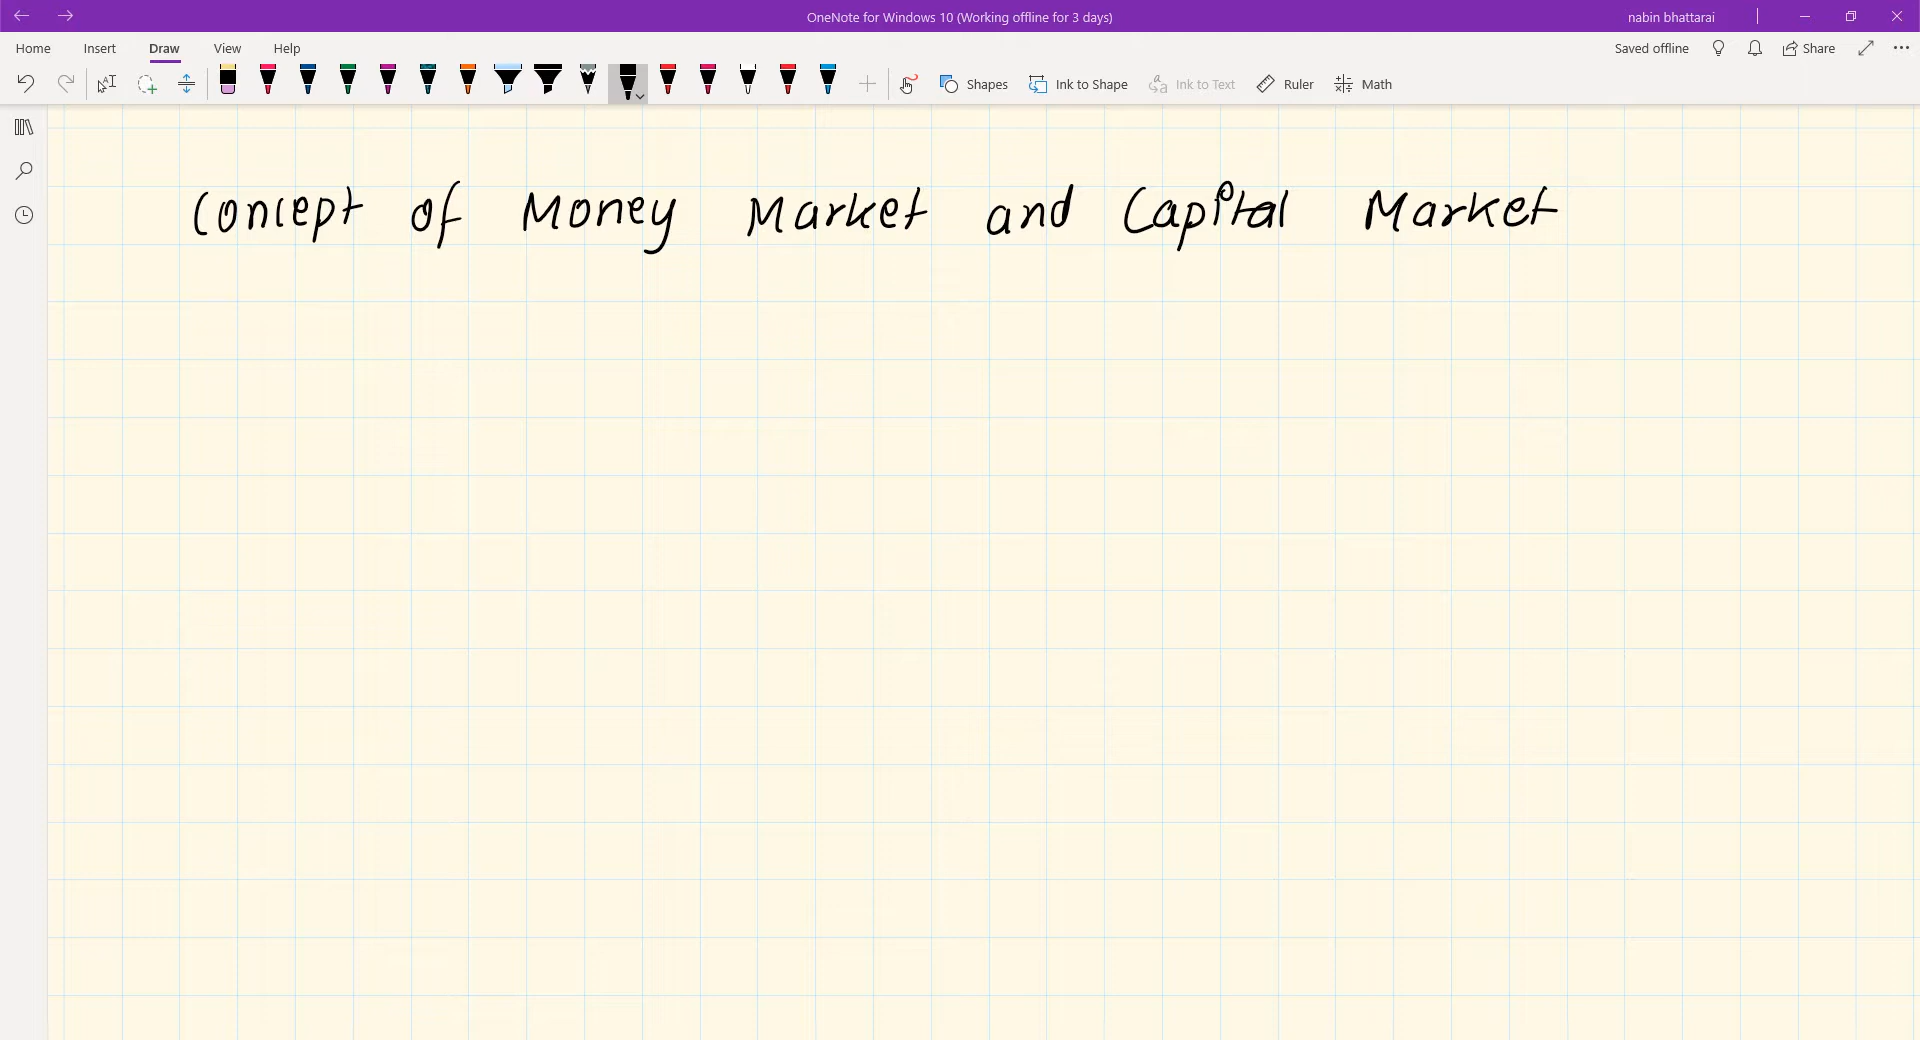 OneNote for Windows 10 (Working offline for 3 days)
nabin bhattarai
Home Insert Draw View Help
Saved offline Share
Shapes Ink to Shape Ink to Text Ruler Math
Concept of Money Market and Capital Market